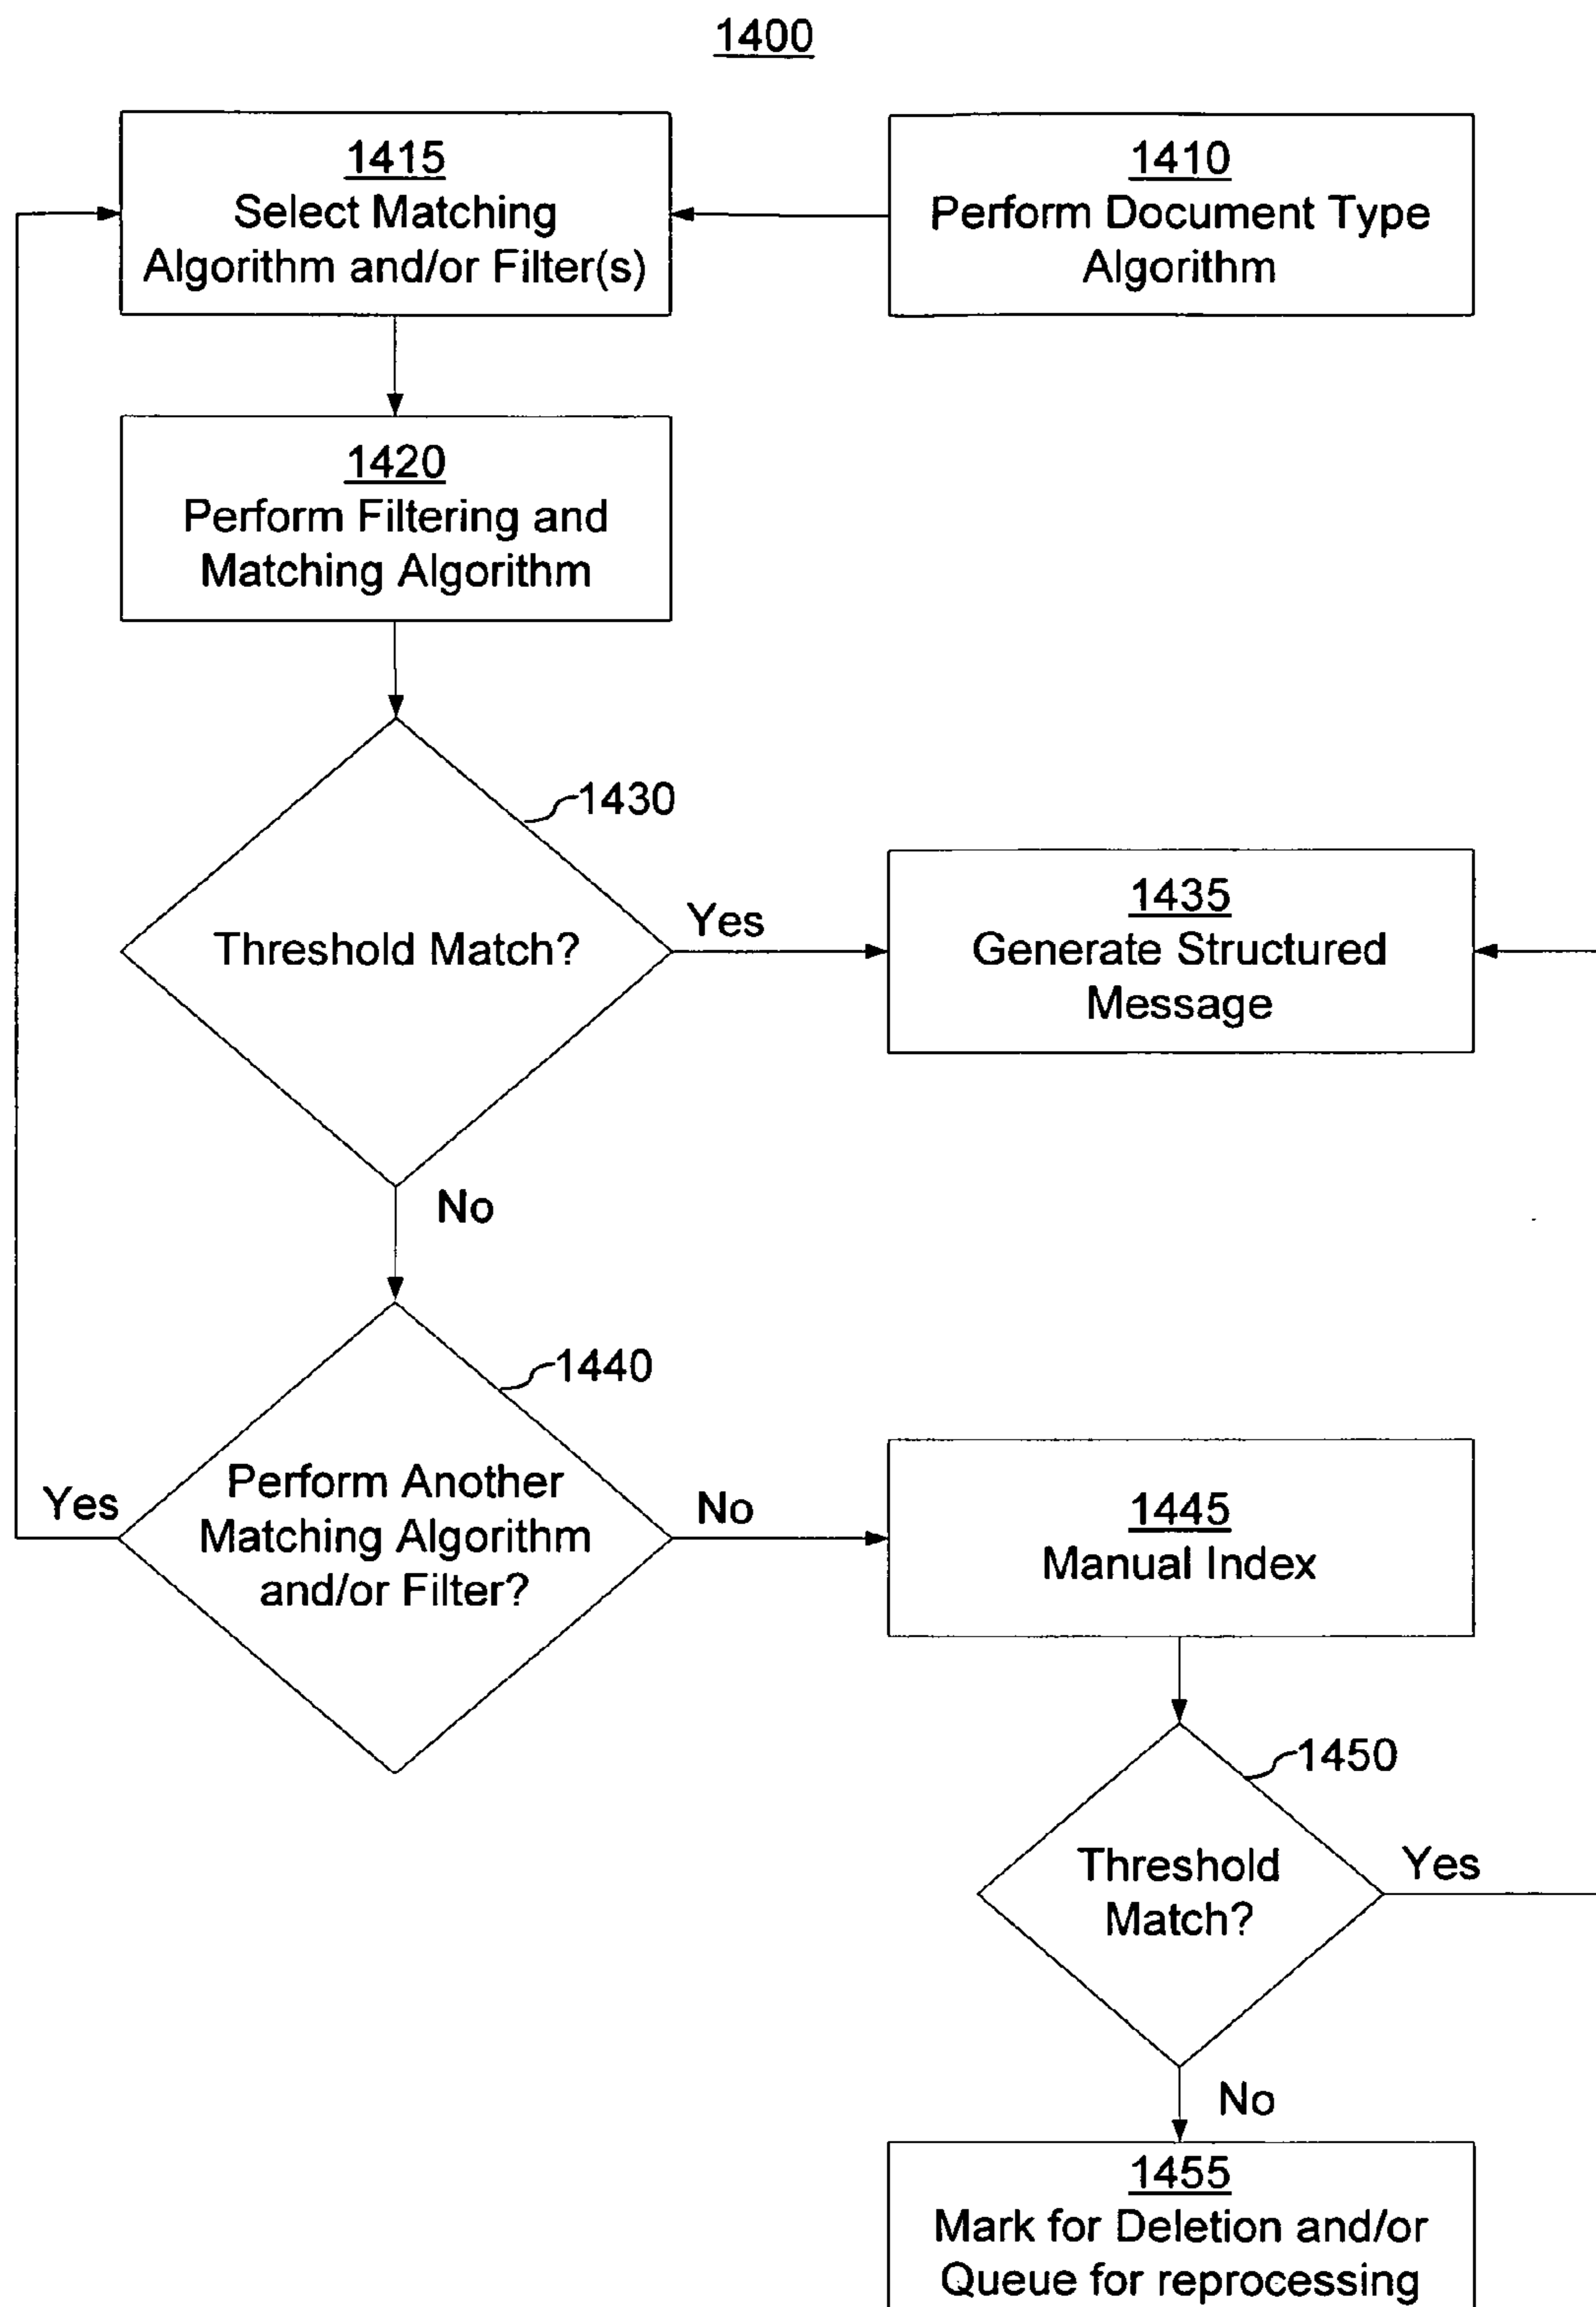 1400
1415
Select Matching
Algorithm and/or Filter(s)
1410
Perform Document Type
Algorithm
1420
Perform Filtering and
Matching Algorithm
1430
Threshold Match?
Yes
1435
Generate Structured
Message
No
1440
Perform Another
Matching Algorithm
and/or Filter?
Yes
No
1445
Manual Index
1450
Threshold
Match?
Yes
No
1455
Mark for Deletion and/or
Queue for reprocessing